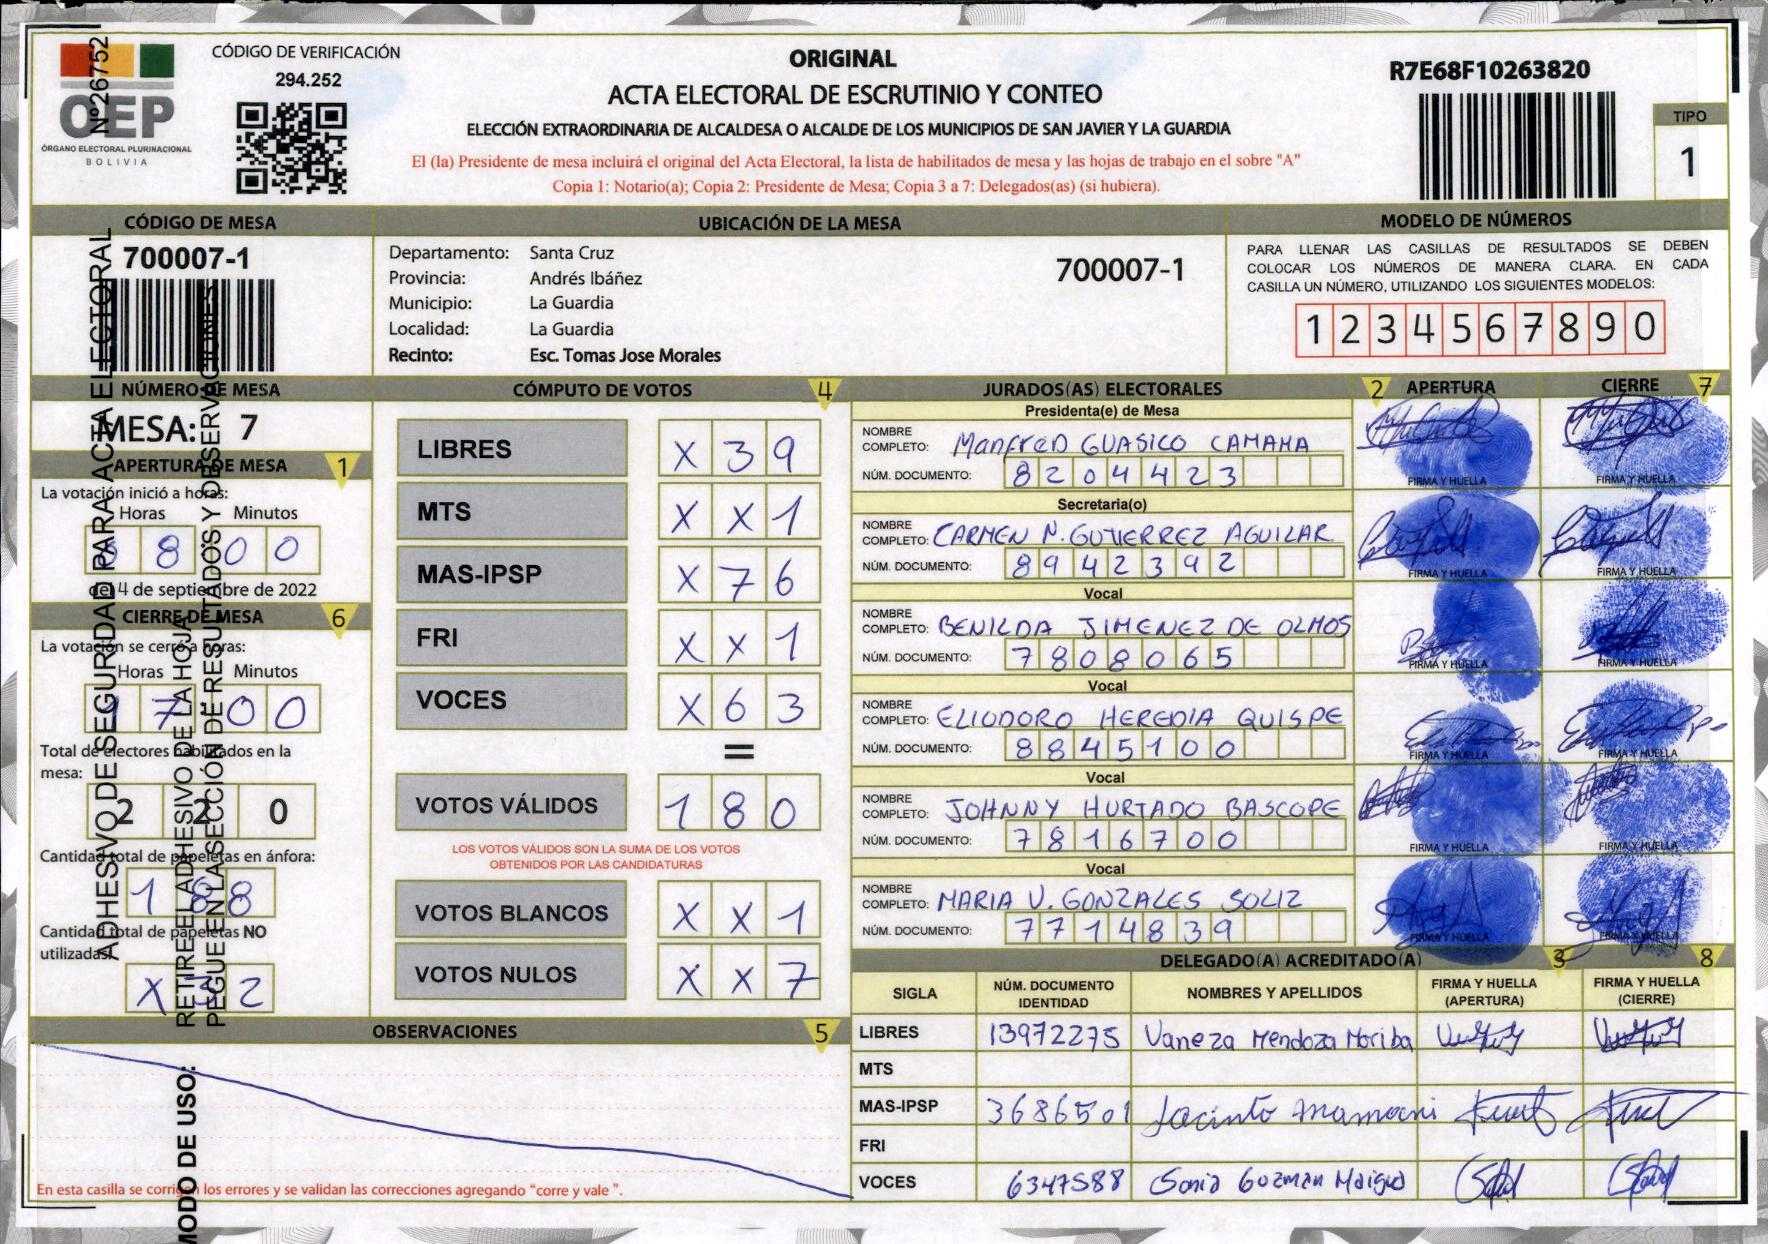 CÓDIGO DE VERIFICACIÓN
294.252
OEP
ÓRGANO ELECTORAL PLURINACIONAL
BOLIVIA
Nº26752
ORIGINAL
ACTA ELECTORAL DE ESCRUTINIO Y CONTEO
ELECCIÓN EXTRAORDINARIA DE ALCALDESA O ALCALDE DE LOS MUNICIPIOS DE SAN JAVIER Y LA GUARDIA
El (la) Presidente de mesa incluirá el original del Acta Electoral, la lista de habilitados de mesa y las hojas de trabajo en el sobre "A"
Copia 1: Notario(a); Copia 2: Presidente de Mesa; Copia 3 a 7: Delegados(as) (si hubiera).
R7E68F10263820
TIPO
1
CÓDIGO DE MESA
700007-1
UBICACIÓN DE LA MESA
Departamento: Santa Cruz
Provincia: Andrés Ibáñez
Municipio: La Guardia
Localidad: La Guardia
Recinto: Esc. Tomas Jose Morales
700007-1
MODELO DE NÚMEROS
PARA LLENAR LAS CASILLAS DE RESULTADOS SE DEBEN
COLOCAR LOS NÚMEROS DE MANERA CLARA. EN CADA
CASILLA UN NÚMERO, UTILIZANDO LOS SIGUIENTES MODELOS:
1 2 3 4 5 6 7 8 9 0
NÚMERO DE MESA
MESA: 7
APERTURA DE MESA 1
La votación inició a horas:
Horas Minutos
0 8 0 0
del 4 de septiembre de 2022
CIERRE DE MESA 6
La votación se cerró a horas:
Horas Minutos
1 7 0 0
Total de electores habilitados en la
mesa:
2 2 0
Cantidad total de papeletas en ánfora:
1 8 8
Cantidad total de papeletas NO
utilizadas:
X 3 2
ADHESIVO DE SEGURIDAD PARA ACTA ELECTORAL
MODO DE USO:
RETIRE EL ADHESIVO DE LA HOJA
PEGUE EN LA SECCIÓN DE RESULTADOS Y OBSERVACIONES
CÓMPUTO DE VOTOS 4
LIBRES X 3 9
MTS X X 1
MAS-IPSP X 7 6
FRI X X 1
VOCES X 6 3
=
VOTOS VÁLIDOS 1 8 0
LOS VOTOS VÁLIDOS SON LA SUMA DE LOS VOTOS
OBTENIDOS POR LAS CANDIDATURAS
VOTOS BLANCOS X X 1
VOTOS NULOS X X 7
OBSERVACIONES 5
En esta casilla se corrigen los errores y se validan las correcciones agregando "corre y vale ".
JURADOS(AS) ELECTORALES 2 APERTURA CIERRE 7
Presidenta(e) de Mesa
NOMBRE
COMPLETO: Manfred GUASICO CAMAMA
NÚM. DOCUMENTO: 8204423
FIRMA Y HUELLA FIRMA Y HUELLA
Secretaria(o)
NOMBRE
COMPLETO: CARMEN N. GUTIERREZ AGUILAR
NÚM. DOCUMENTO: 8942392
FIRMA Y HUELLA FIRMA Y HUELLA
Vocal
NOMBRE
COMPLETO: BENILDA JIMENEZ DE OLMOS
NÚM. DOCUMENTO: 7808065
FIRMA Y HUELLA FIRMA Y HUELLA
Vocal
NOMBRE
COMPLETO: ELIODORO HEREDIA QUISPE
NÚM. DOCUMENTO: 8845100
FIRMA Y HUELLA FIRMA Y HUELLA
Vocal
NOMBRE
COMPLETO: JOHNNY HURTADO BASCOPE
NÚM. DOCUMENTO: 7816700
FIRMA Y HUELLA FIRMA Y HUELLA
Vocal
NOMBRE
COMPLETO: MARIA V. GONZALES SOLIZ
NÚM. DOCUMENTO: 7714839
FIRMA Y HUELLA FIRMA Y HUELLA
DELEGADO(A) ACREDITADO(A) 3 8
SIGLA
NÚM. DOCUMENTO
IDENTIDAD
NOMBRES Y APELLIDOS
FIRMA Y HUELLA
(APERTURA)
FIRMA Y HUELLA
(CIERRE)
LIBRES 13972275 Vaneza Mendoza Moriba
MTS
MAS-IPSP 3686501 Jacinto Mamani
FRI
VOCES 6347588 Sonia Guzman